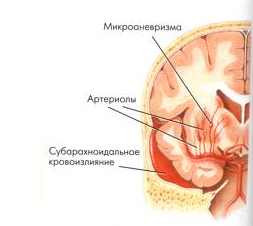 Микроаневризма
Артериолы
Субарахноидальное
кровоизлияние